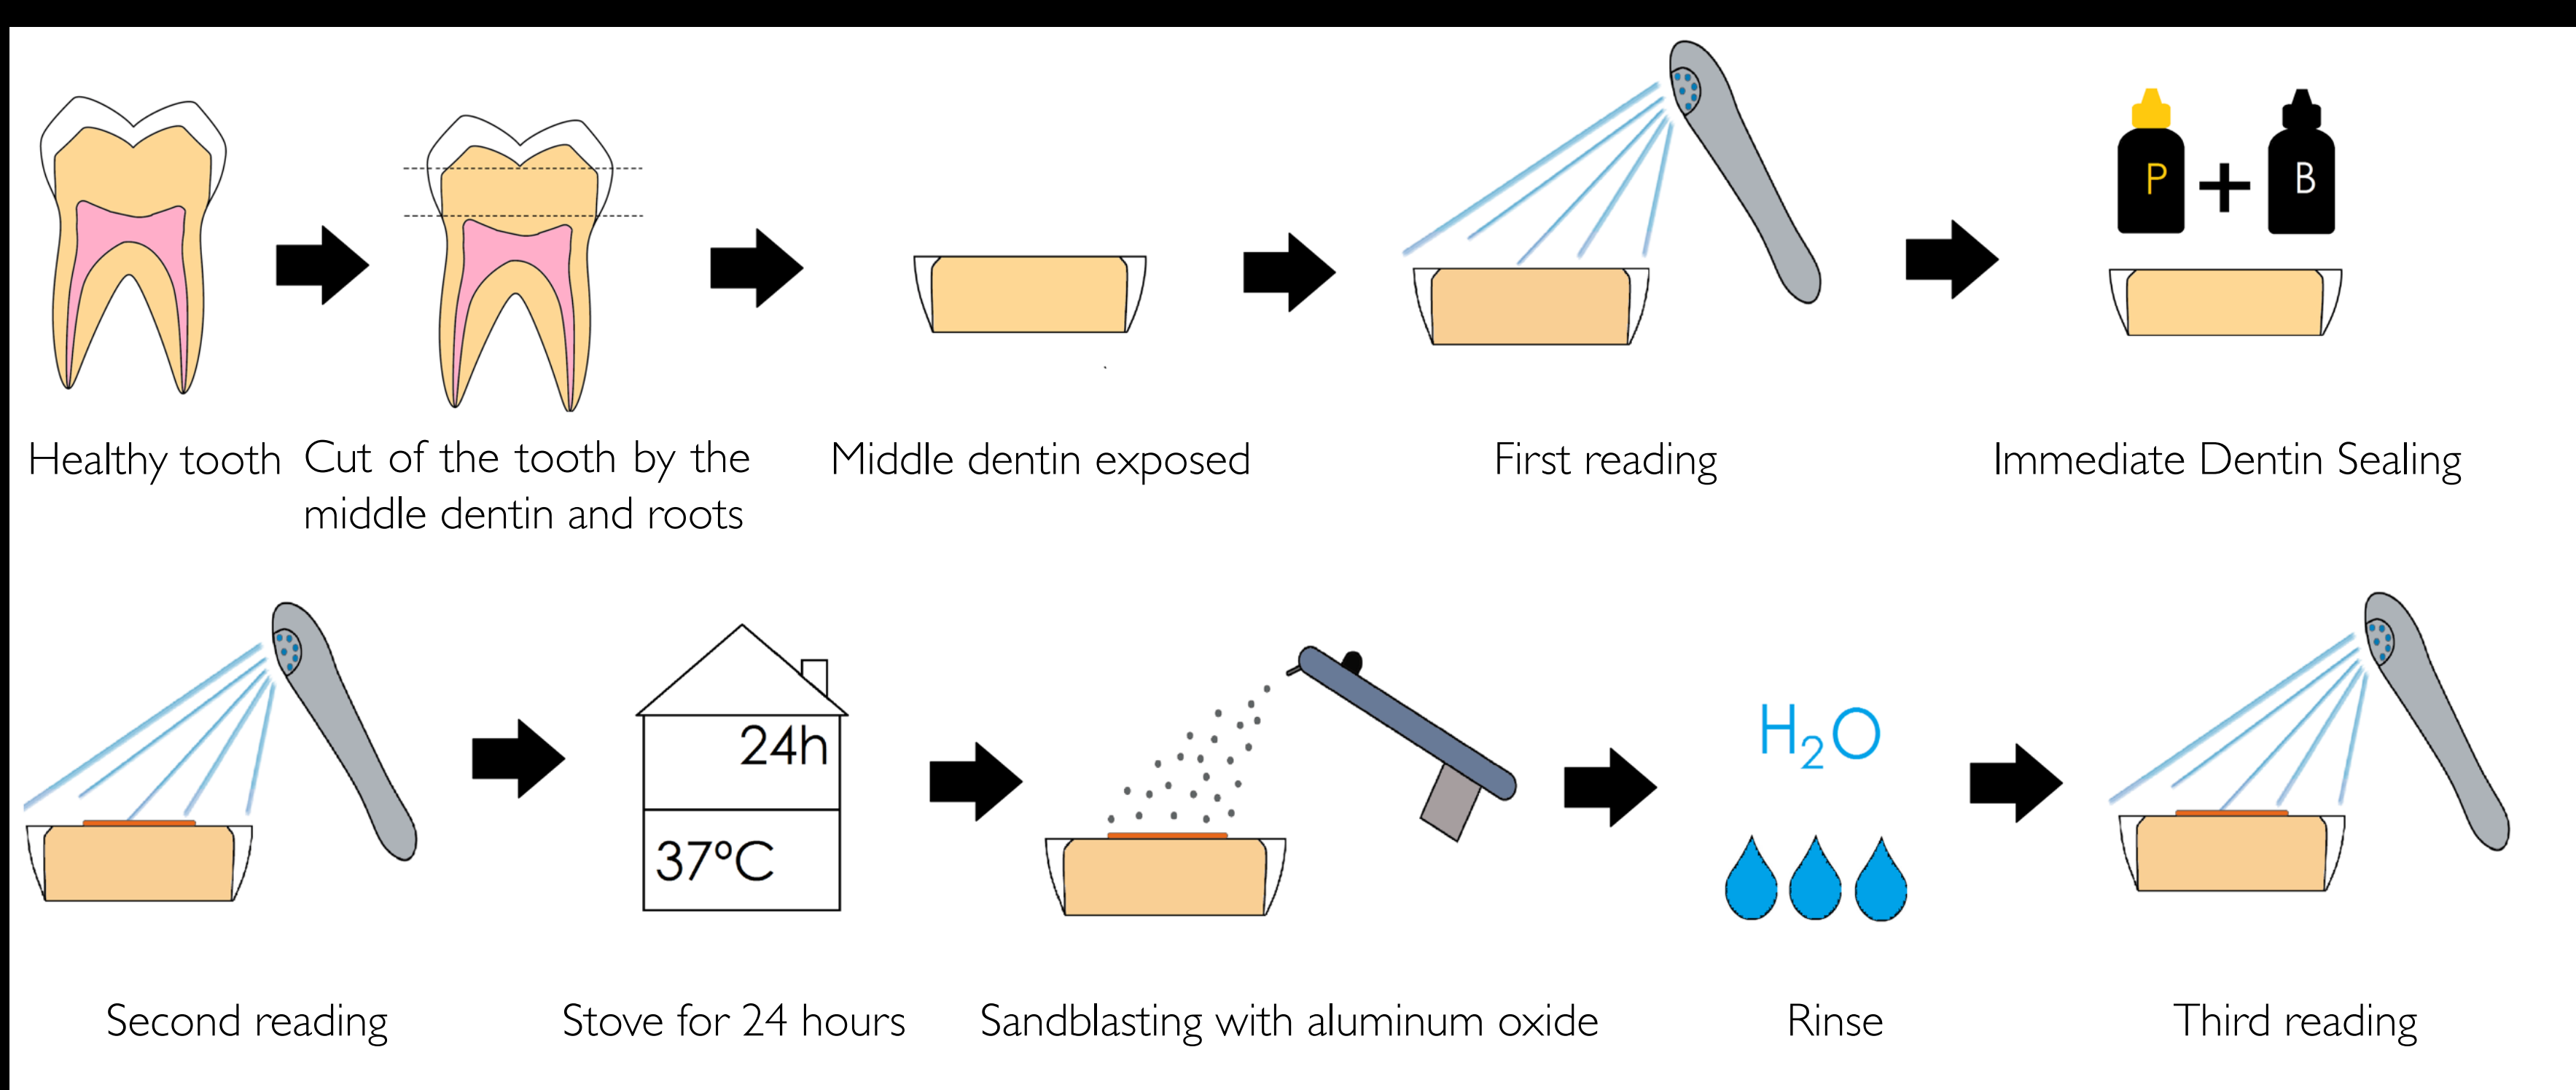 P
B
Healthy tooth
Cut of the tooth by the
middle dentin and roots
Middle dentin exposed
First reading
Immediate Dentin Sealing
24h
37ºC
H₂O
Second reading
Stove for 24 hours
Sandblasting with aluminum oxide
Rinse
Third reading